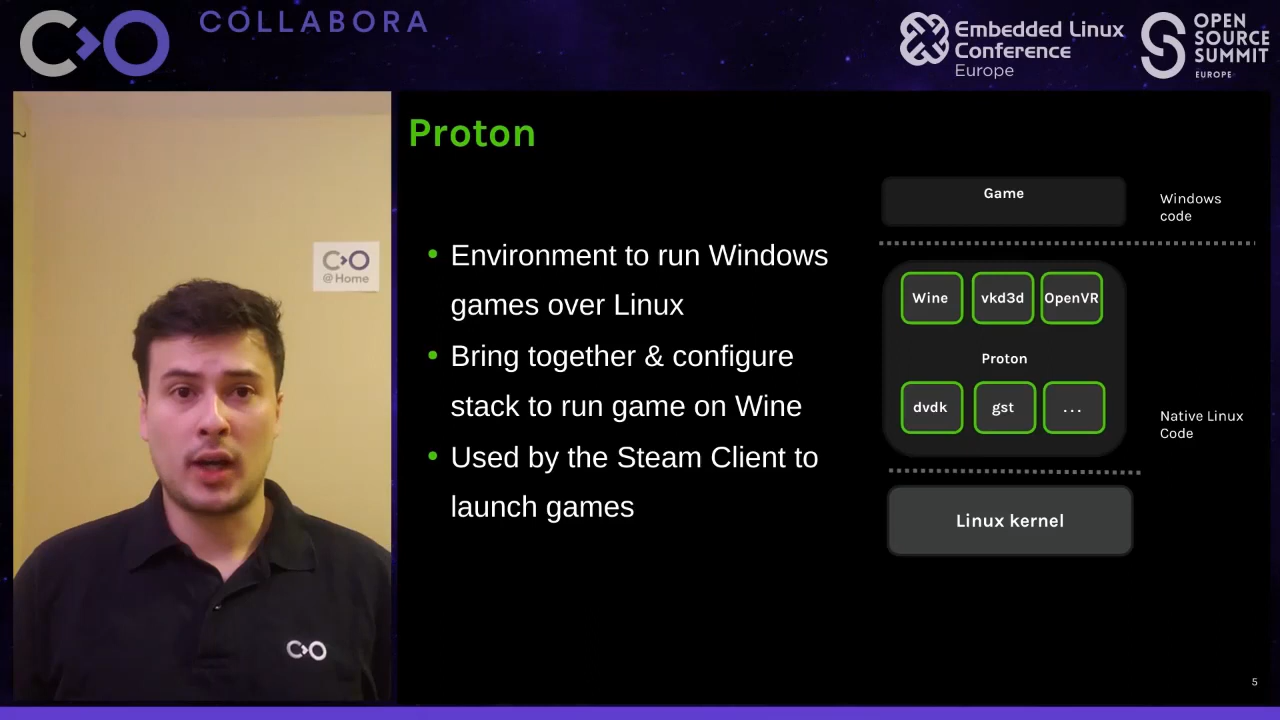 COLLABORA
Embedded Linux
Conference
Europe
OPEN
SOURCE
SUMMIT
EUROPE
@Home
Proton
• Environment to run Windows
games over Linux
• Bring together & configure
stack to run game on Wine
• Used by the Steam Client to
launch games
Game
Windows
code
Wine vkd3d OpenVR
Proton
dvdk gst ...
Native Linux
Code
Linux kernel
5